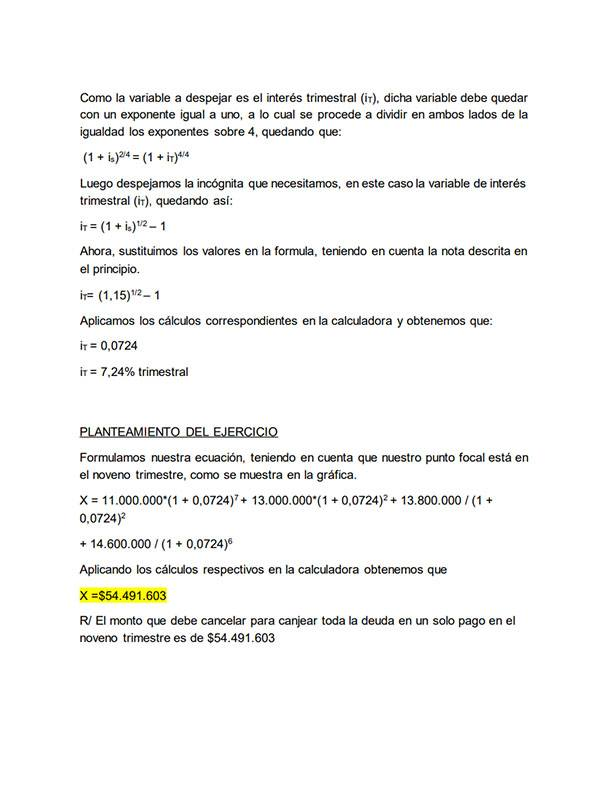 Como la variable a despejar es el interés trimestral (iT), dicha variable debe quedar
con un exponente igual a uno, a lo cual se procede a dividir en ambos lados de la
igualdad los exponentes sobre 4, quedando que:
(1 + is)2/4 = (1 + iT)4/4
Luego despejamos la incógnita que necesitamos, en este caso la variable de interés
trimestral (iT), quedando así:
iT = (1 + is)1/2 – 1
Ahora, sustituimos los valores en la formula, teniendo en cuenta la nota descrita en
el principio.
iT= (1,15)1/2 – 1
Aplicamos los cálculos correspondientes en la calculadora y obtenemos que:
iT = 0,0724
iT = 7,24% trimestral
PLANTEAMIENTO DEL EJERCICIO
Formulamos nuestra ecuación, teniendo en cuenta que nuestro punto focal está en
el noveno trimestre, como se muestra en la gráfica.
X = 11.000.000*(1 + 0,0724)7 + 13.000.000*(1 + 0,0724)2 + 13.800.000 / (1 +
0,0724)2
+ 14.600.000 / (1 + 0,0724)6
Aplicando los cálculos respectivos en la calculadora obtenemos que
X =$54.491.603
R/ El monto que debe cancelar para canjear toda la deuda en un solo pago en el
noveno trimestre es de $54.491.603